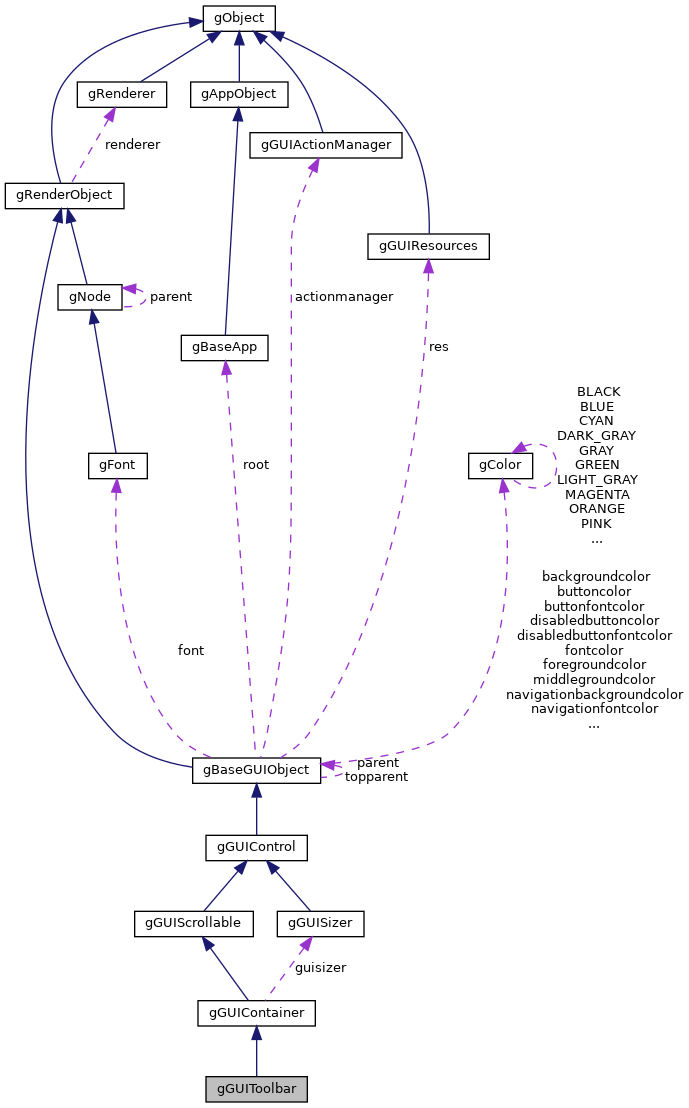 gObject
gRenderer
gAppObject
gGUIActionManager
renderer
gRenderObject
gGUIResources
gNode
parent
actionmanager
gBaseApp
res
BLACK
BLUE
CYAN
DARK_GRAY
GRAY
GREEN
LIGHT_GRAY
MAGENTA
ORANGE
PINK
...
gFont
root
gColor
backgroundcolor
buttoncolor
buttonfontcolor
disabledbuttoncolor
disabledbuttonfontcolor
fontcolor
foregroundcolor
middlegroundcolor
navigationbackgroundcolor
navigationfontcolor
...
font
gBaseGUIObject
parent
topparent
gGUIControl
gGUIScrollable
gGUISizer
guisizer
gGUIContainer
gGUIToolbar